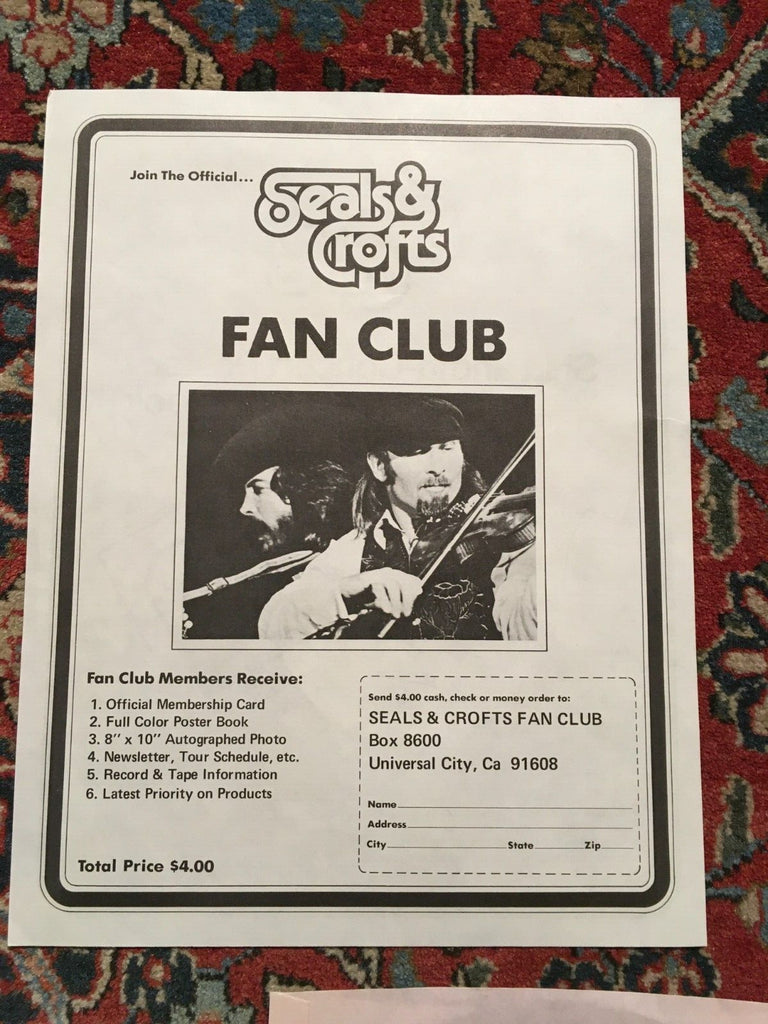 Join The Official...
Seals &
Crofts
FAN CLUB
Fan Club Members Receive:
1. Official Membership Card
2. Full Color Poster Book
3. 8'' x 10'' Autographed Photo
4. Newsletter, Tour Schedule, etc.
5. Record & Tape Information
6. Latest Priority on Products
Total Price $4.00
Send $4.00 cash, check or money order to:
SEALS & CROFTS FAN CLUB
Box 8600
Universal City, Ca 91608
Name
Address
City State Zip